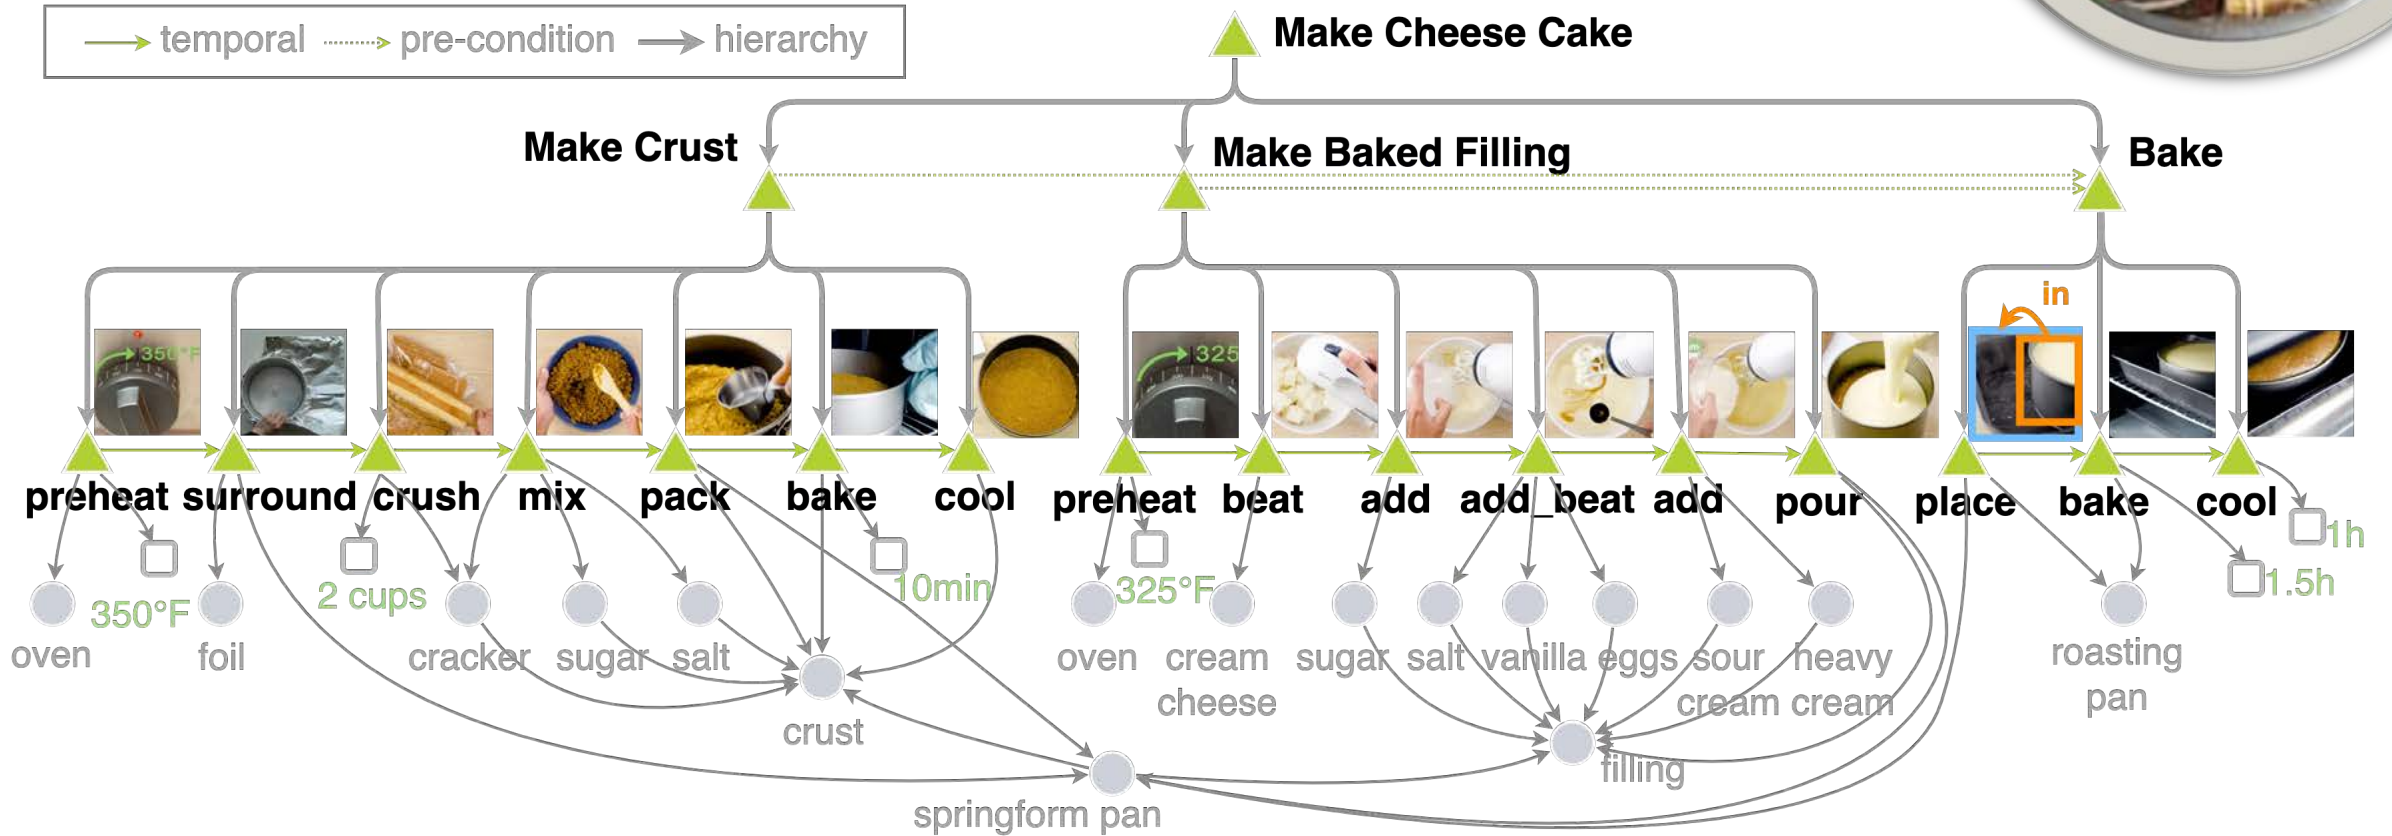 temporal pre-condition hierarchy
Make Cheese Cake
Make Crust
Make Baked Filling
Bake
in
350°F
325
preheat surround crush mix pack bake cool preheat beat add add_beat add pour place bake cool
1h
350°F
2 cups
10min
325°F
1.5h
oven foil cracker sugar salt oven cream sugar salt vanilla eggs sour heavy roasting
cheese cream cream pan
crust
filling
springform pan